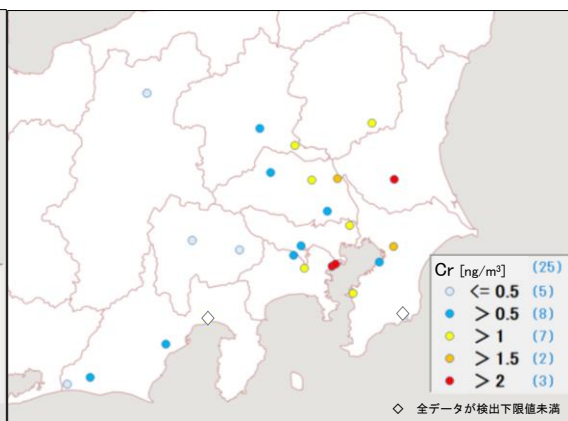 Cr [ng/m³] (25)
<= 0.5 (5)
> 0.5 (8)
> 1 (7)
> 1.5 (2)
> 2 (3)
◇ 全データが検出下限値未満